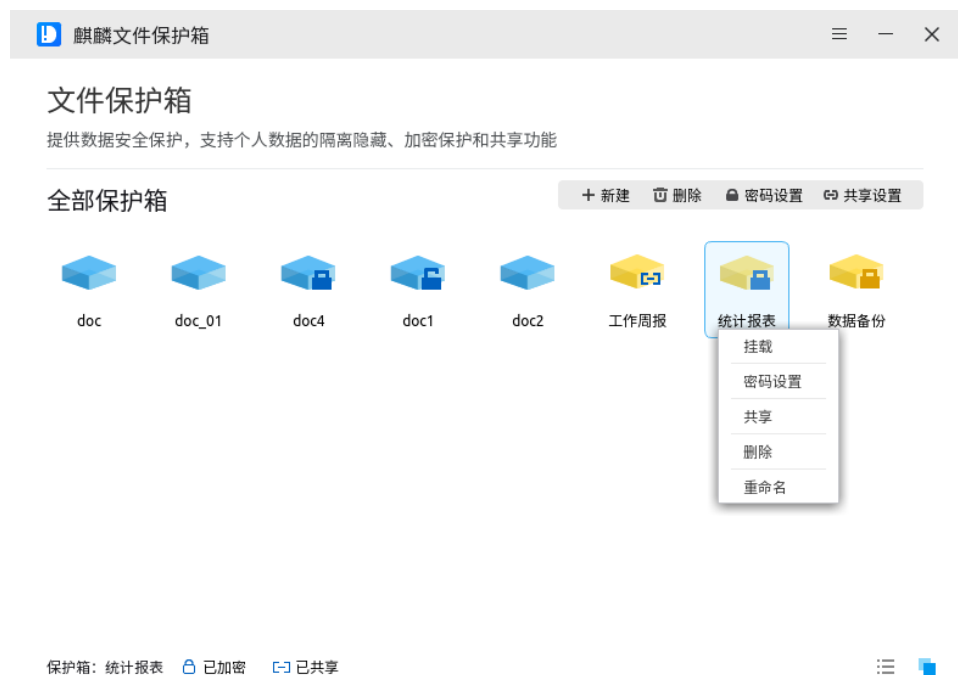 麒麟文件保护箱
文件保护箱
提供数据安全保护，支持个人数据的隔离隐藏、加密保护和共享功能
全部保护箱
新建 删除 密码设置 共享设置
doc doc_01 doc4 doc1 doc2 工作周报 统计报表 数据备份
挂载
密码设置
共享
删除
重命名
保护箱：统计报表 已加密 已共享